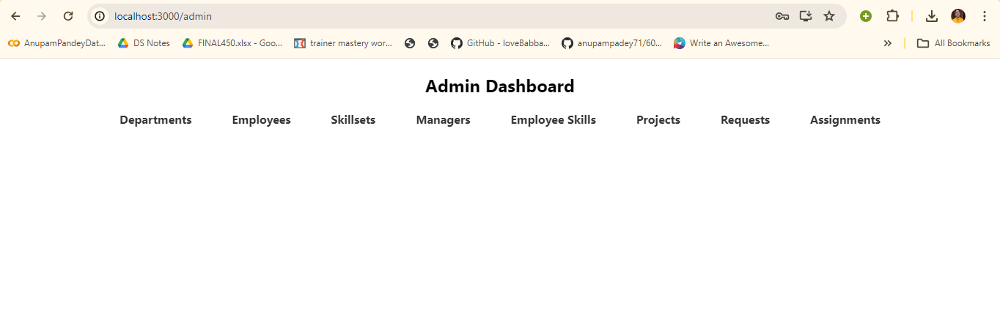 localhost:3000/admin
AnupamPandeyDat... DS Notes FINAL450.xlsx - Goo... trainer mastery wor... GitHub - loveBabba... anupampadey71/60... Write an Awesome... All Bookmarks
Admin Dashboard
Departments Employees Skillsets Managers Employee Skills Projects Requests Assignments